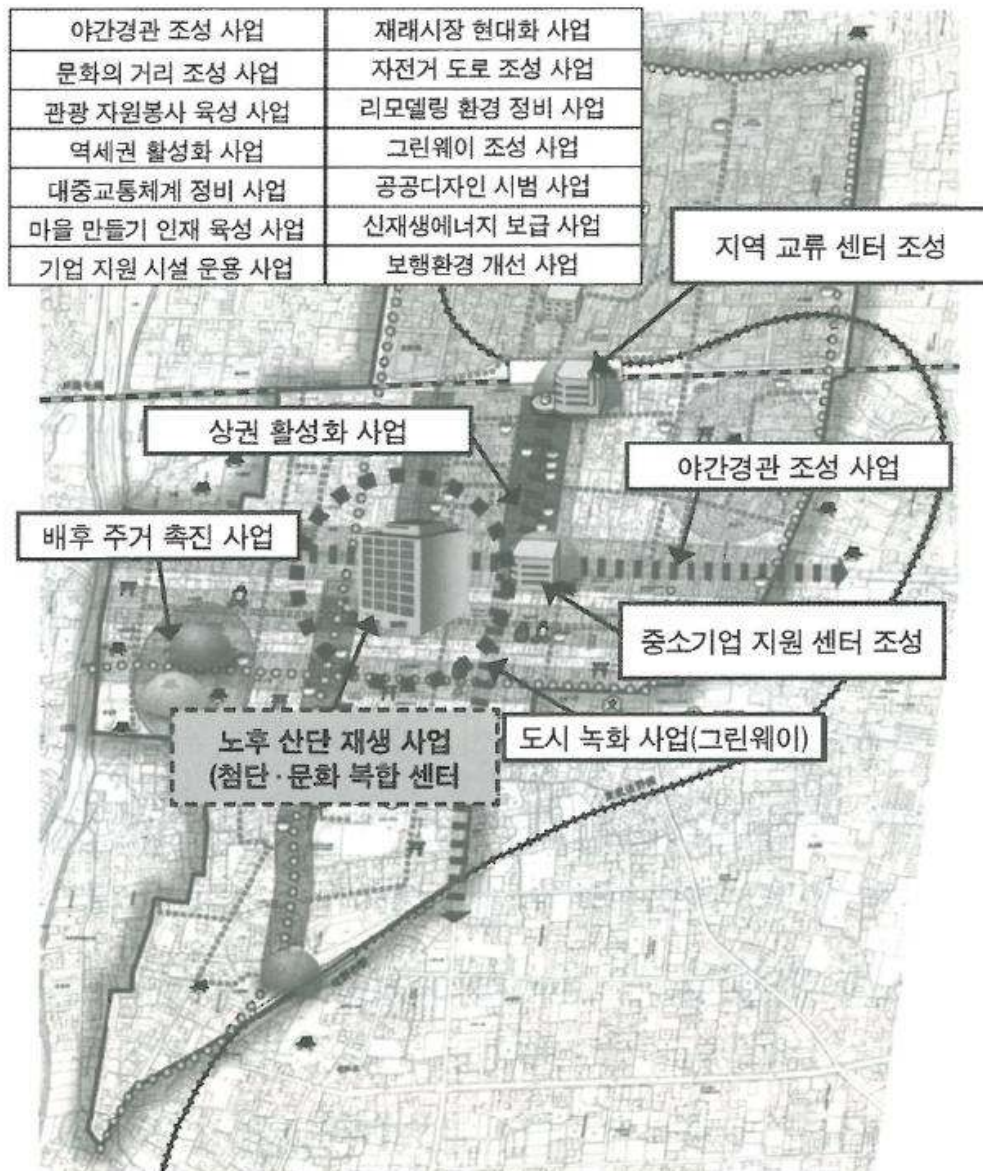 야간경관 조성 사업 재래시장 현대화 사업
문화의 거리 조성 사업 자전거 도로 조성 사업
관광 자원봉사 육성 사업 리모델링 환경 정비 사업
역세권 활성화 사업 그린웨이 조성 사업
대중교통체계 정비 사업 공공디자인 시범 사업
마을 만들기 인재 육성 사업 신재생에너지 보급 사업
기업 지원 시설 운용 사업 보행환경 개선 사업
지역 교류 센터 조성
상권 활성화 사업
야간경관 조성 사업
배후 주거 촉진 사업
중소기업 지원 센터 조성
노후 산단 재생 사업
(첨단·문화 복합 센터
도시 녹화 사업(그린웨이)